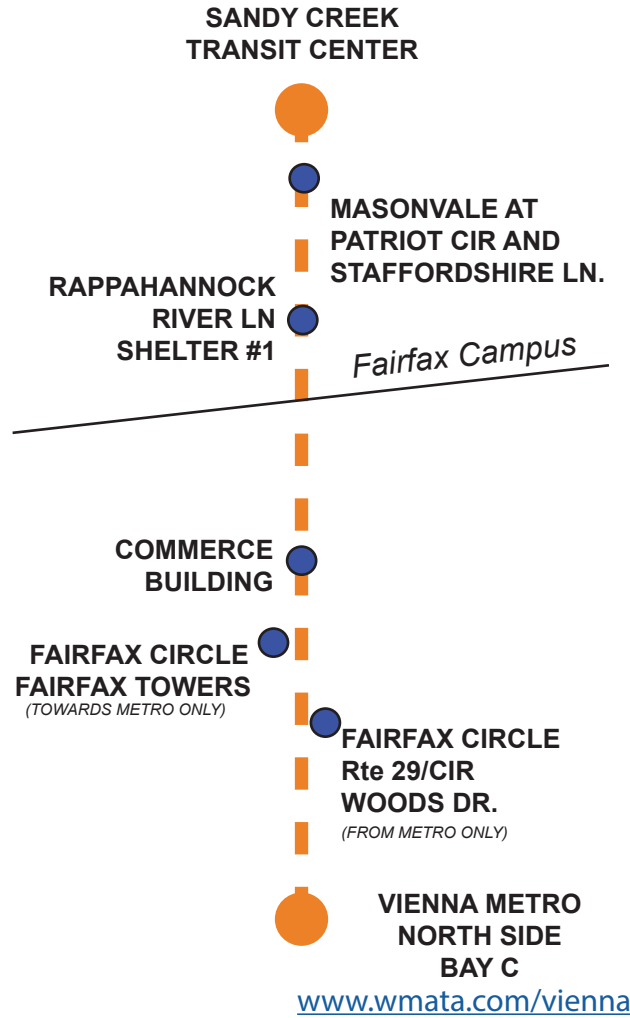 SANDY CREEK
TRANSIT CENTER
MASONVALE AT
PATRIOT CIR AND
STAFFORDSHIRE LN.
RAPPAHANNOCK
RIVER LN
SHELTER #1
Fairfax Campus
COMMERCE
BUILDING
FAIRFAX CIRCLE
FAIRFAX TOWERS
(TOWARDS METRO ONLY)
FAIRFAX CIRCLE
Rte 29/CIR
WOODS DR.
(FROM METRO ONLY)
VIENNA METRO
NORTH SIDE
BAY C
www.wmata.com/vienna